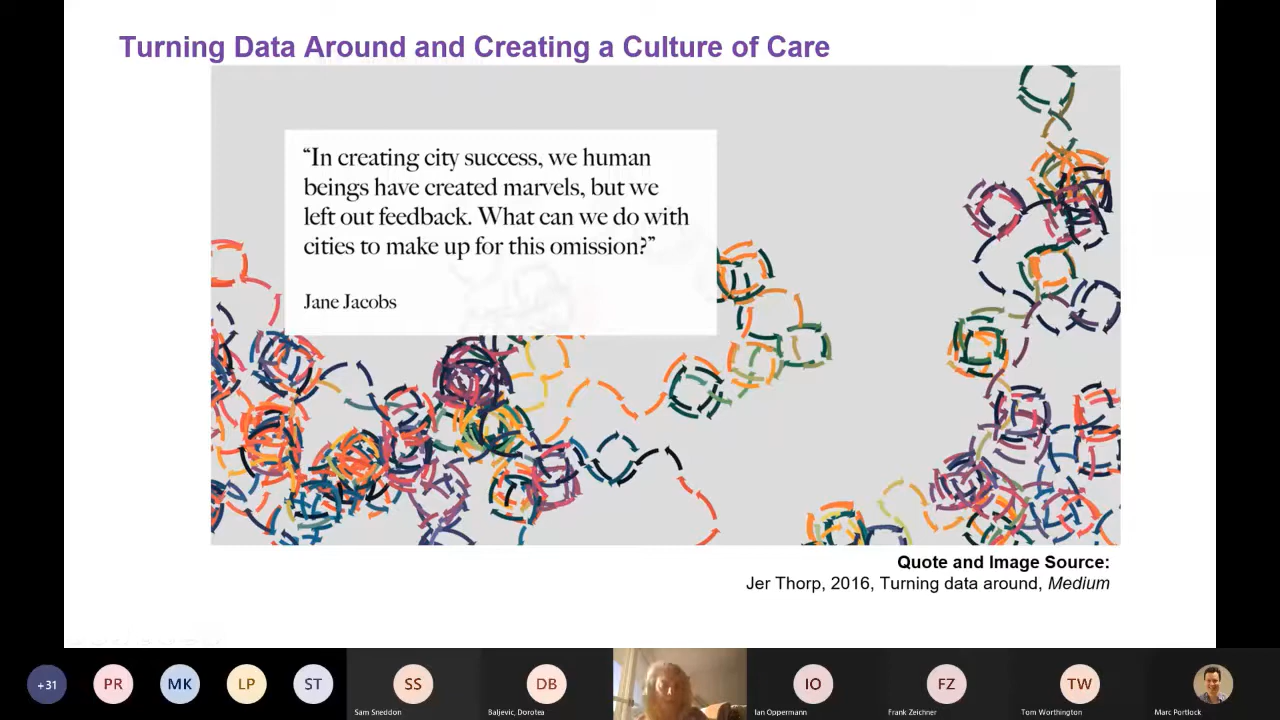 Turning Data Around and Creating a Culture of Care
“In creating city success, we human
beings have created marvels, but we
left out feedback. What can we do with
cities to make up for this omission?”
Jane Jacobs
Quote and Image Source:
Jer Thorp, 2016, Turning data around, Medium
+31
PR
MK
LP
ST
SS
DB
IO
FZ
TW
Sam Sneddon
Baljevic, Dorotea
Ian Oppermann
Frank Zeichner
Tom Worthington
Marc Portlock